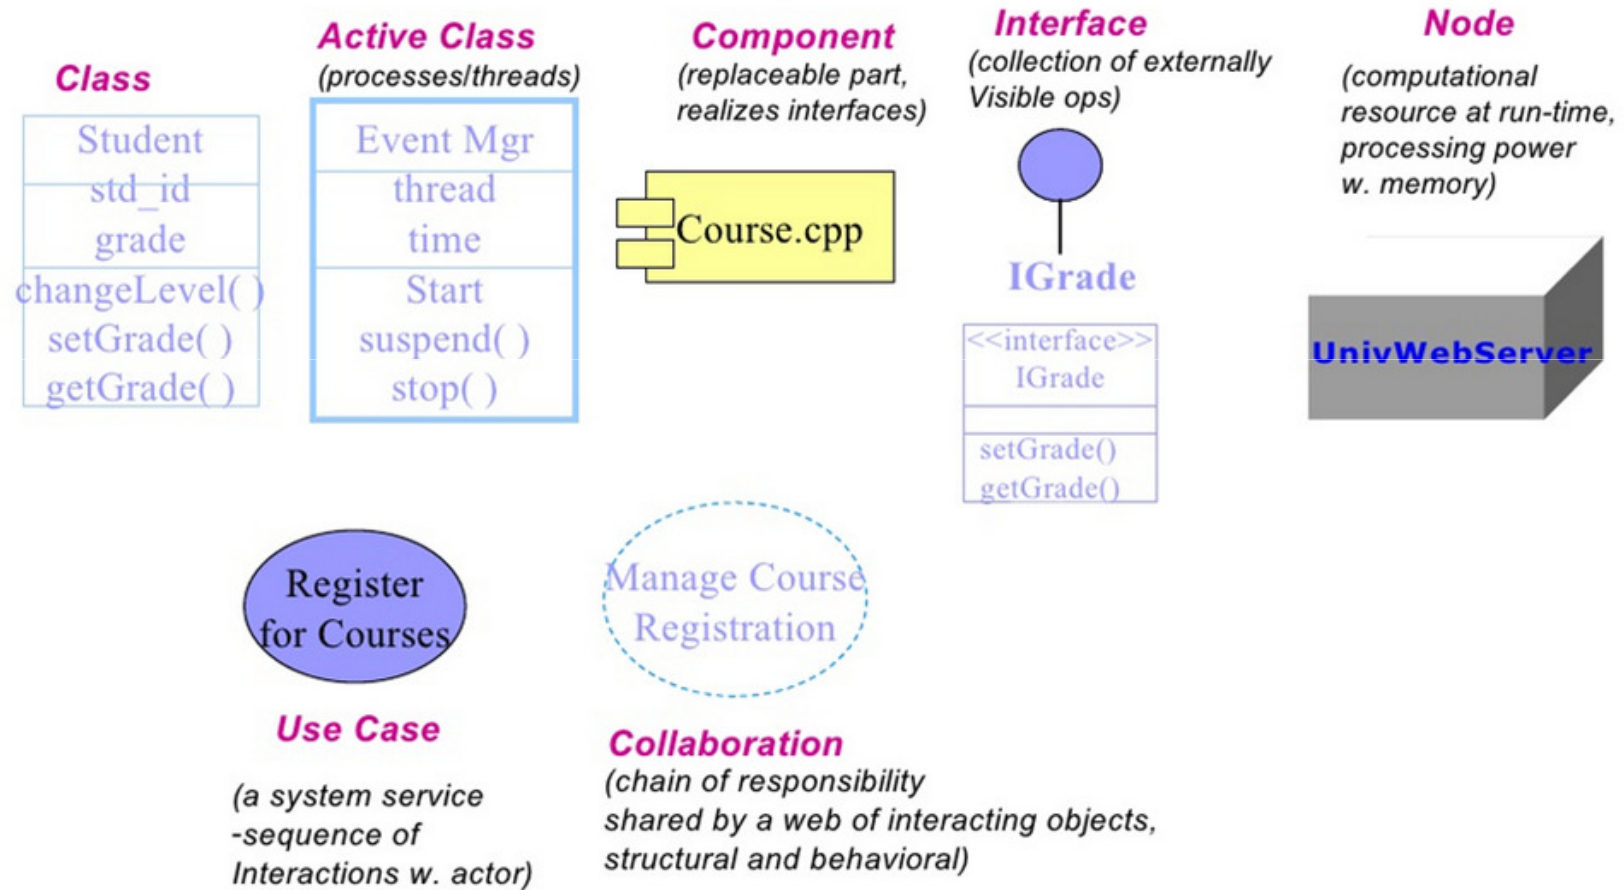 Class
Student
std_id
grade
changeLevel( )
setGrade( )
getGrade( )
Active Class
(processes/threads)
Event Mgr
thread
time
Start
suspend( )
stop( )
Component
(replaceable part,
realizes interfaces)
Course.cpp
Interface
(collection of externally
Visible ops)
IGrade
<<interface>>
IGrade
setGrade()
getGrade()
Node
(computational
resource at run-time,
processing power
w. memory)
UnivWebServer
Register
for Courses
Use Case
(a system service
-sequence of
Interactions w. actor)
Manage Course
Registration
Collaboration
(chain of responsibility
shared by a web of interacting objects,
structural and behavioral)